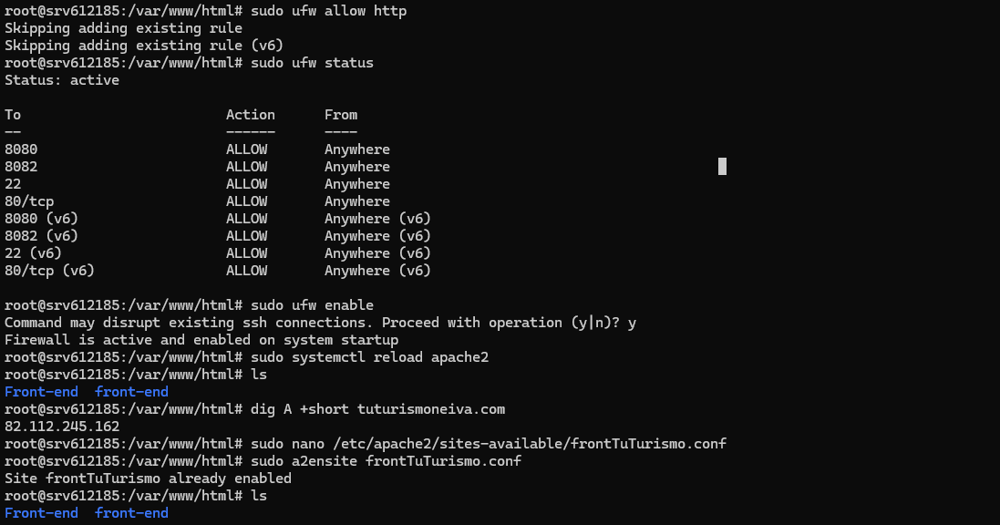 root@srv612185:/var/www/html# sudo ufw allow http
Skipping adding existing rule
Skipping adding existing rule (v6)
root@srv612185:/var/www/html# sudo ufw status
Status: active
To                         Action      From
--                         ------      ----
8080                       ALLOW       Anywhere
8082                       ALLOW       Anywhere
22                         ALLOW       Anywhere
80/tcp                     ALLOW       Anywhere
8080 (v6)                  ALLOW       Anywhere (v6)
8082 (v6)                  ALLOW       Anywhere (v6)
22 (v6)                    ALLOW       Anywhere (v6)
80/tcp (v6)                ALLOW       Anywhere (v6)
root@srv612185:/var/www/html# sudo ufw enable
Command may disrupt existing ssh connections. Proceed with operation (y|n)? y
Firewall is active and enabled on system startup
root@srv612185:/var/www/html# sudo systemctl reload apache2
root@srv612185:/var/www/html# ls
Front-end  front-end
root@srv612185:/var/www/html# dig A +short tuturismoneiva.com
82.112.245.162
root@srv612185:/var/www/html# sudo nano /etc/apache2/sites-available/frontTuTurismo.conf
root@srv612185:/var/www/html# sudo a2ensite frontTuTurismo.conf
Site frontTuTurismo already enabled
root@srv612185:/var/www/html# ls
Front-end  front-end